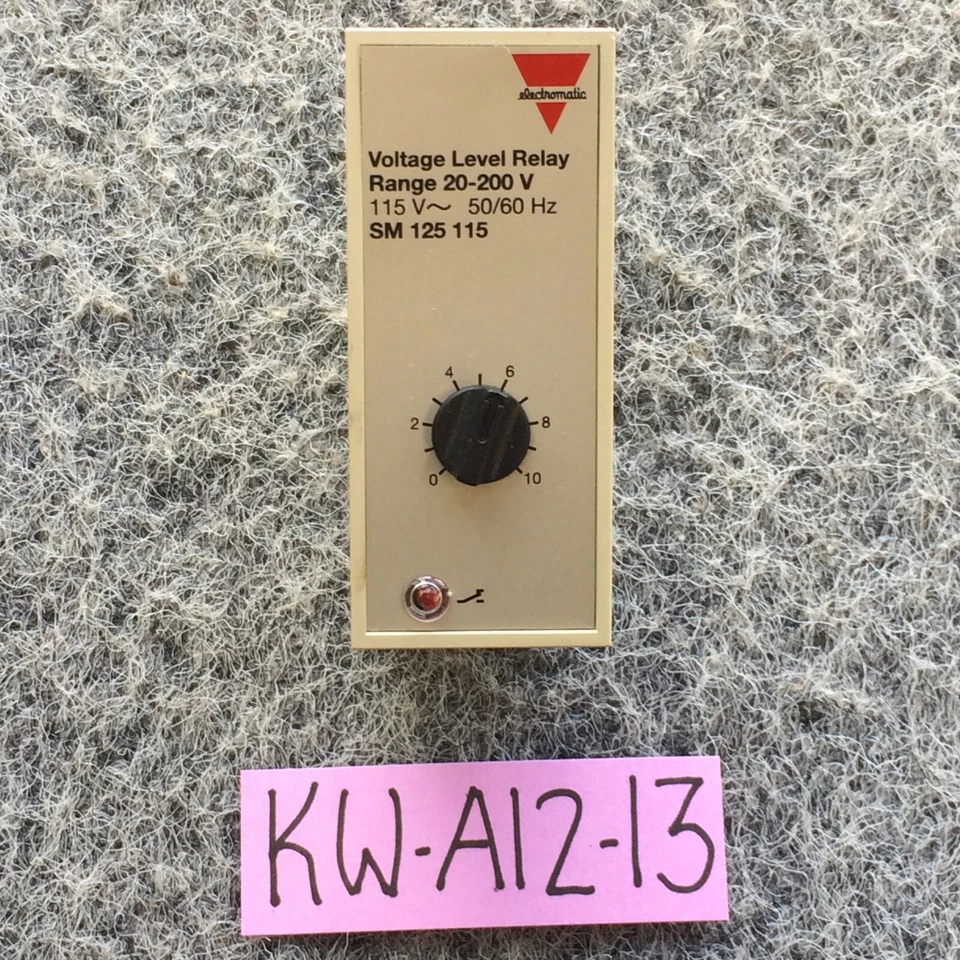 electromatic
Voltage Level Relay
Range 20-200 V
115 V~ 50/60 Hz
SM 125 115
4 6
2 8
0 10
KW-A12-13